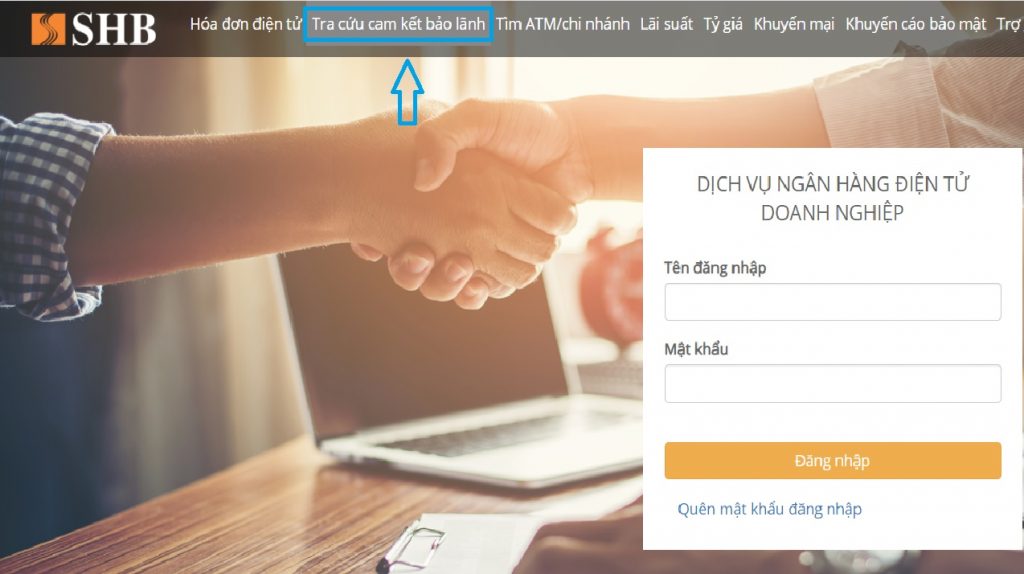 SHB
Hóa đơn điện tử Tra cứu cam kết bảo lãnh Tìm ATM/chi nhánh Lãi suất Tỷ giá Khuyến mại Khuyến cáo bảo mật Trợ
DỊCH VỤ NGÂN HÀNG ĐIỆN TỬ
DOANH NGHIỆP
Tên đăng nhập
Mật khẩu
Đăng nhập
Quên mật khẩu đăng nhập